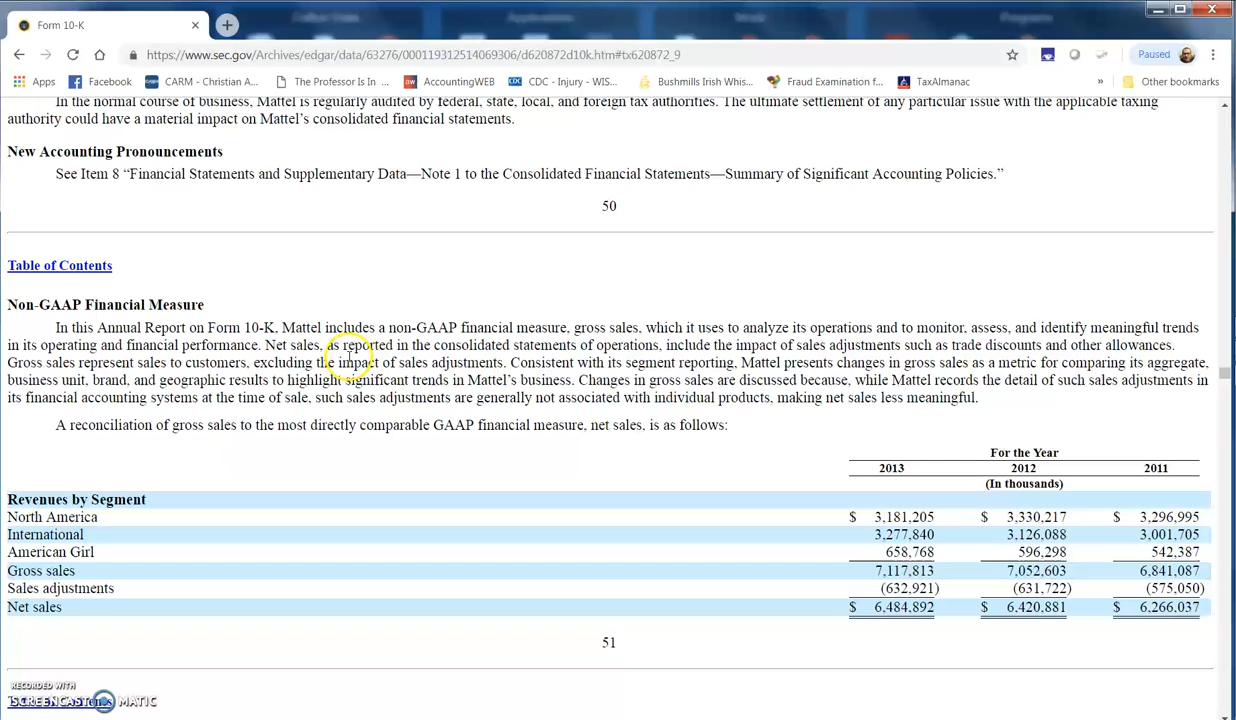 Form 10-K
https://www.sec.gov/Archives/edgar/data/63276/000119312514069306/d620872d10k.htm#tx620872_9
Paused
Apps Facebook CARM - Christian A... The Professor Is In AccountingWEB CDC - Injury - WIS... Bushmills Irish Whis... Fraud Examination f... TaxAlmanac » Other bookmarks
In the normal course of business, Mattel is regularly audited by federal, state, local, and foreign tax authorities. The ultimate settlement of any particular issue with the applicable taxing
authority could have a material impact on Mattel's consolidated financial statements.
New Accounting Pronouncements
See Item 8 “Financial Statements and Supplementary Data—Note 1 to the Consolidated Financial Statements—Summary of Significant Accounting Policies.”
50
Table of Contents
Non-GAAP Financial Measure
In this Annual Report on Form 10-K, Mattel includes a non-GAAP financial measure, gross sales, which it uses to analyze its operations and to monitor, assess, and identify meaningful trends
in its operating and financial performance. Net sales, as reported in the consolidated statements of operations, include the impact of sales adjustments such as trade discounts and other allowances.
Gross sales represent sales to customers, excluding the impact of sales adjustments. Consistent with its segment reporting, Mattel presents changes in gross sales as a metric for comparing its aggregate,
business unit, brand, and geographic results to highlight significant trends in Mattel's business. Changes in gross sales are discussed because, while Mattel records the detail of such sales adjustments in
its financial accounting systems at the time of sale, such sales adjustments are generally not associated with individual products, making net sales less meaningful.
A reconciliation of gross sales to the most directly comparable GAAP financial measure, net sales, is as follows:
For the Year
2013 2012 2011
(In thousands)
Revenues by Segment
North America $ 3,181,205 $ 3,330,217 $ 3,296,995
International 3,277,840 3,126,088 3,001,705
American Girl 658,768 596,298 542,387
Gross sales 7,117,813 7,052,603 6,841,087
Sales adjustments (632,921) (631,722) (575,050)
Net sales $ 6,484,892 $ 6,420,881 $ 6,266,037
51
RECORDED WITH
SCREENCAST MATIC